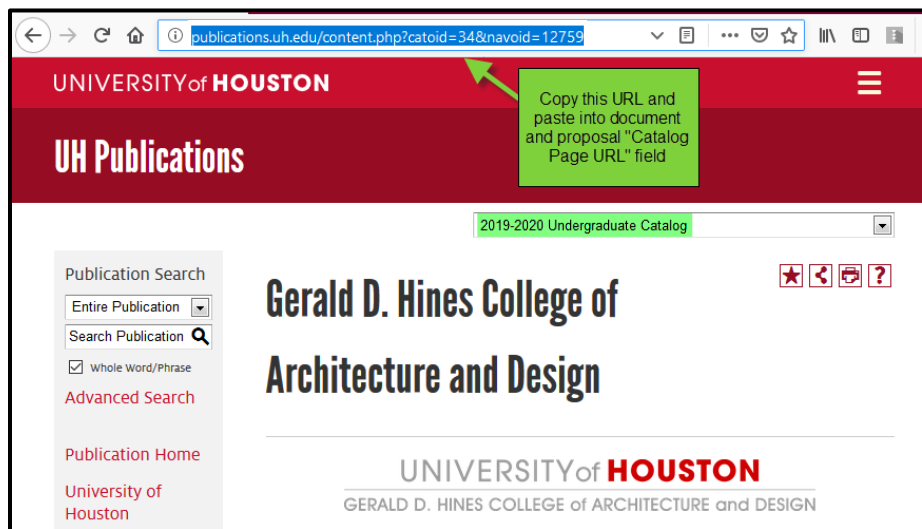 publications.uh.edu/content.php?catoid=34&navoid=12759
UNIVERSITY of HOUSTON
Copy this URL and
paste into document
and proposal "Catalog
Page URL" field
UH Publications
2019-2020 Undergraduate Catalog
Publication Search
Entire Publication
Search Publication
Whole Word/Phrase
Advanced Search
Publication Home
University of
Houston
Gerald D. Hines College of
Architecture and Design
?
UNIVERSITY of HOUSTON
GERALD D. HINES COLLEGE of ARCHITECTURE and DESIGN